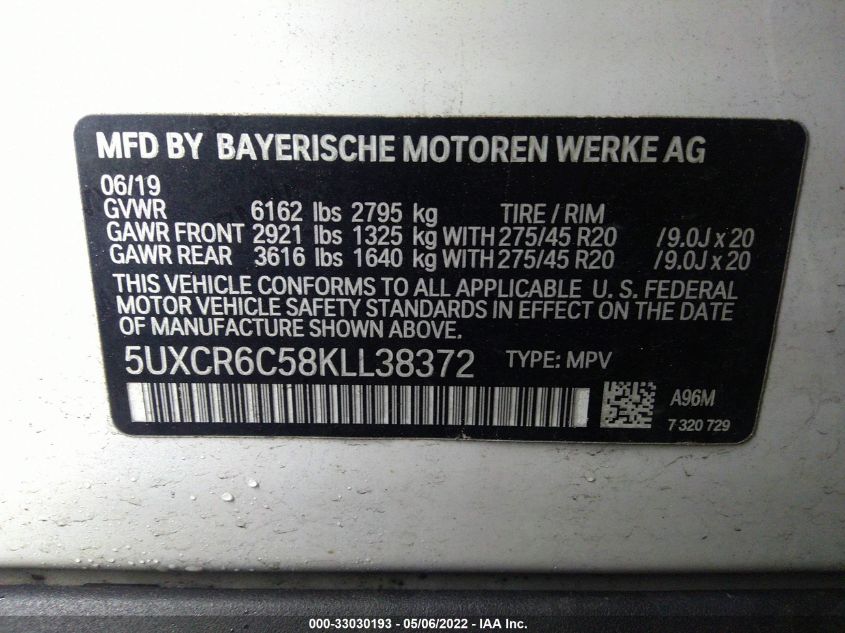 MFD BY BAYERISCHE MOTOREN WERKE AG
06/19
GVWR 6162 lbs 2795 kg TIRE / RIM
GAWR FRONT 2921 lbs 1325 kg WITH 275/45 R20 /9.0J x 20
GAWR REAR 3616 lbs 1640 kg WITH 275/45 R20 /9.0J x 20
THIS VEHICLE CONFORMS TO ALL APPLICABLE U. S. FEDERAL
MOTOR VEHICLE SAFETY STANDARDS IN EFFECT ON THE DATE
OF MANUFACTURE SHOWN ABOVE.
5UXCR6C58KLL38372 TYPE: MPV
A96M
7 320 729
000-33030193 - 05/06/2022 - IAA Inc.